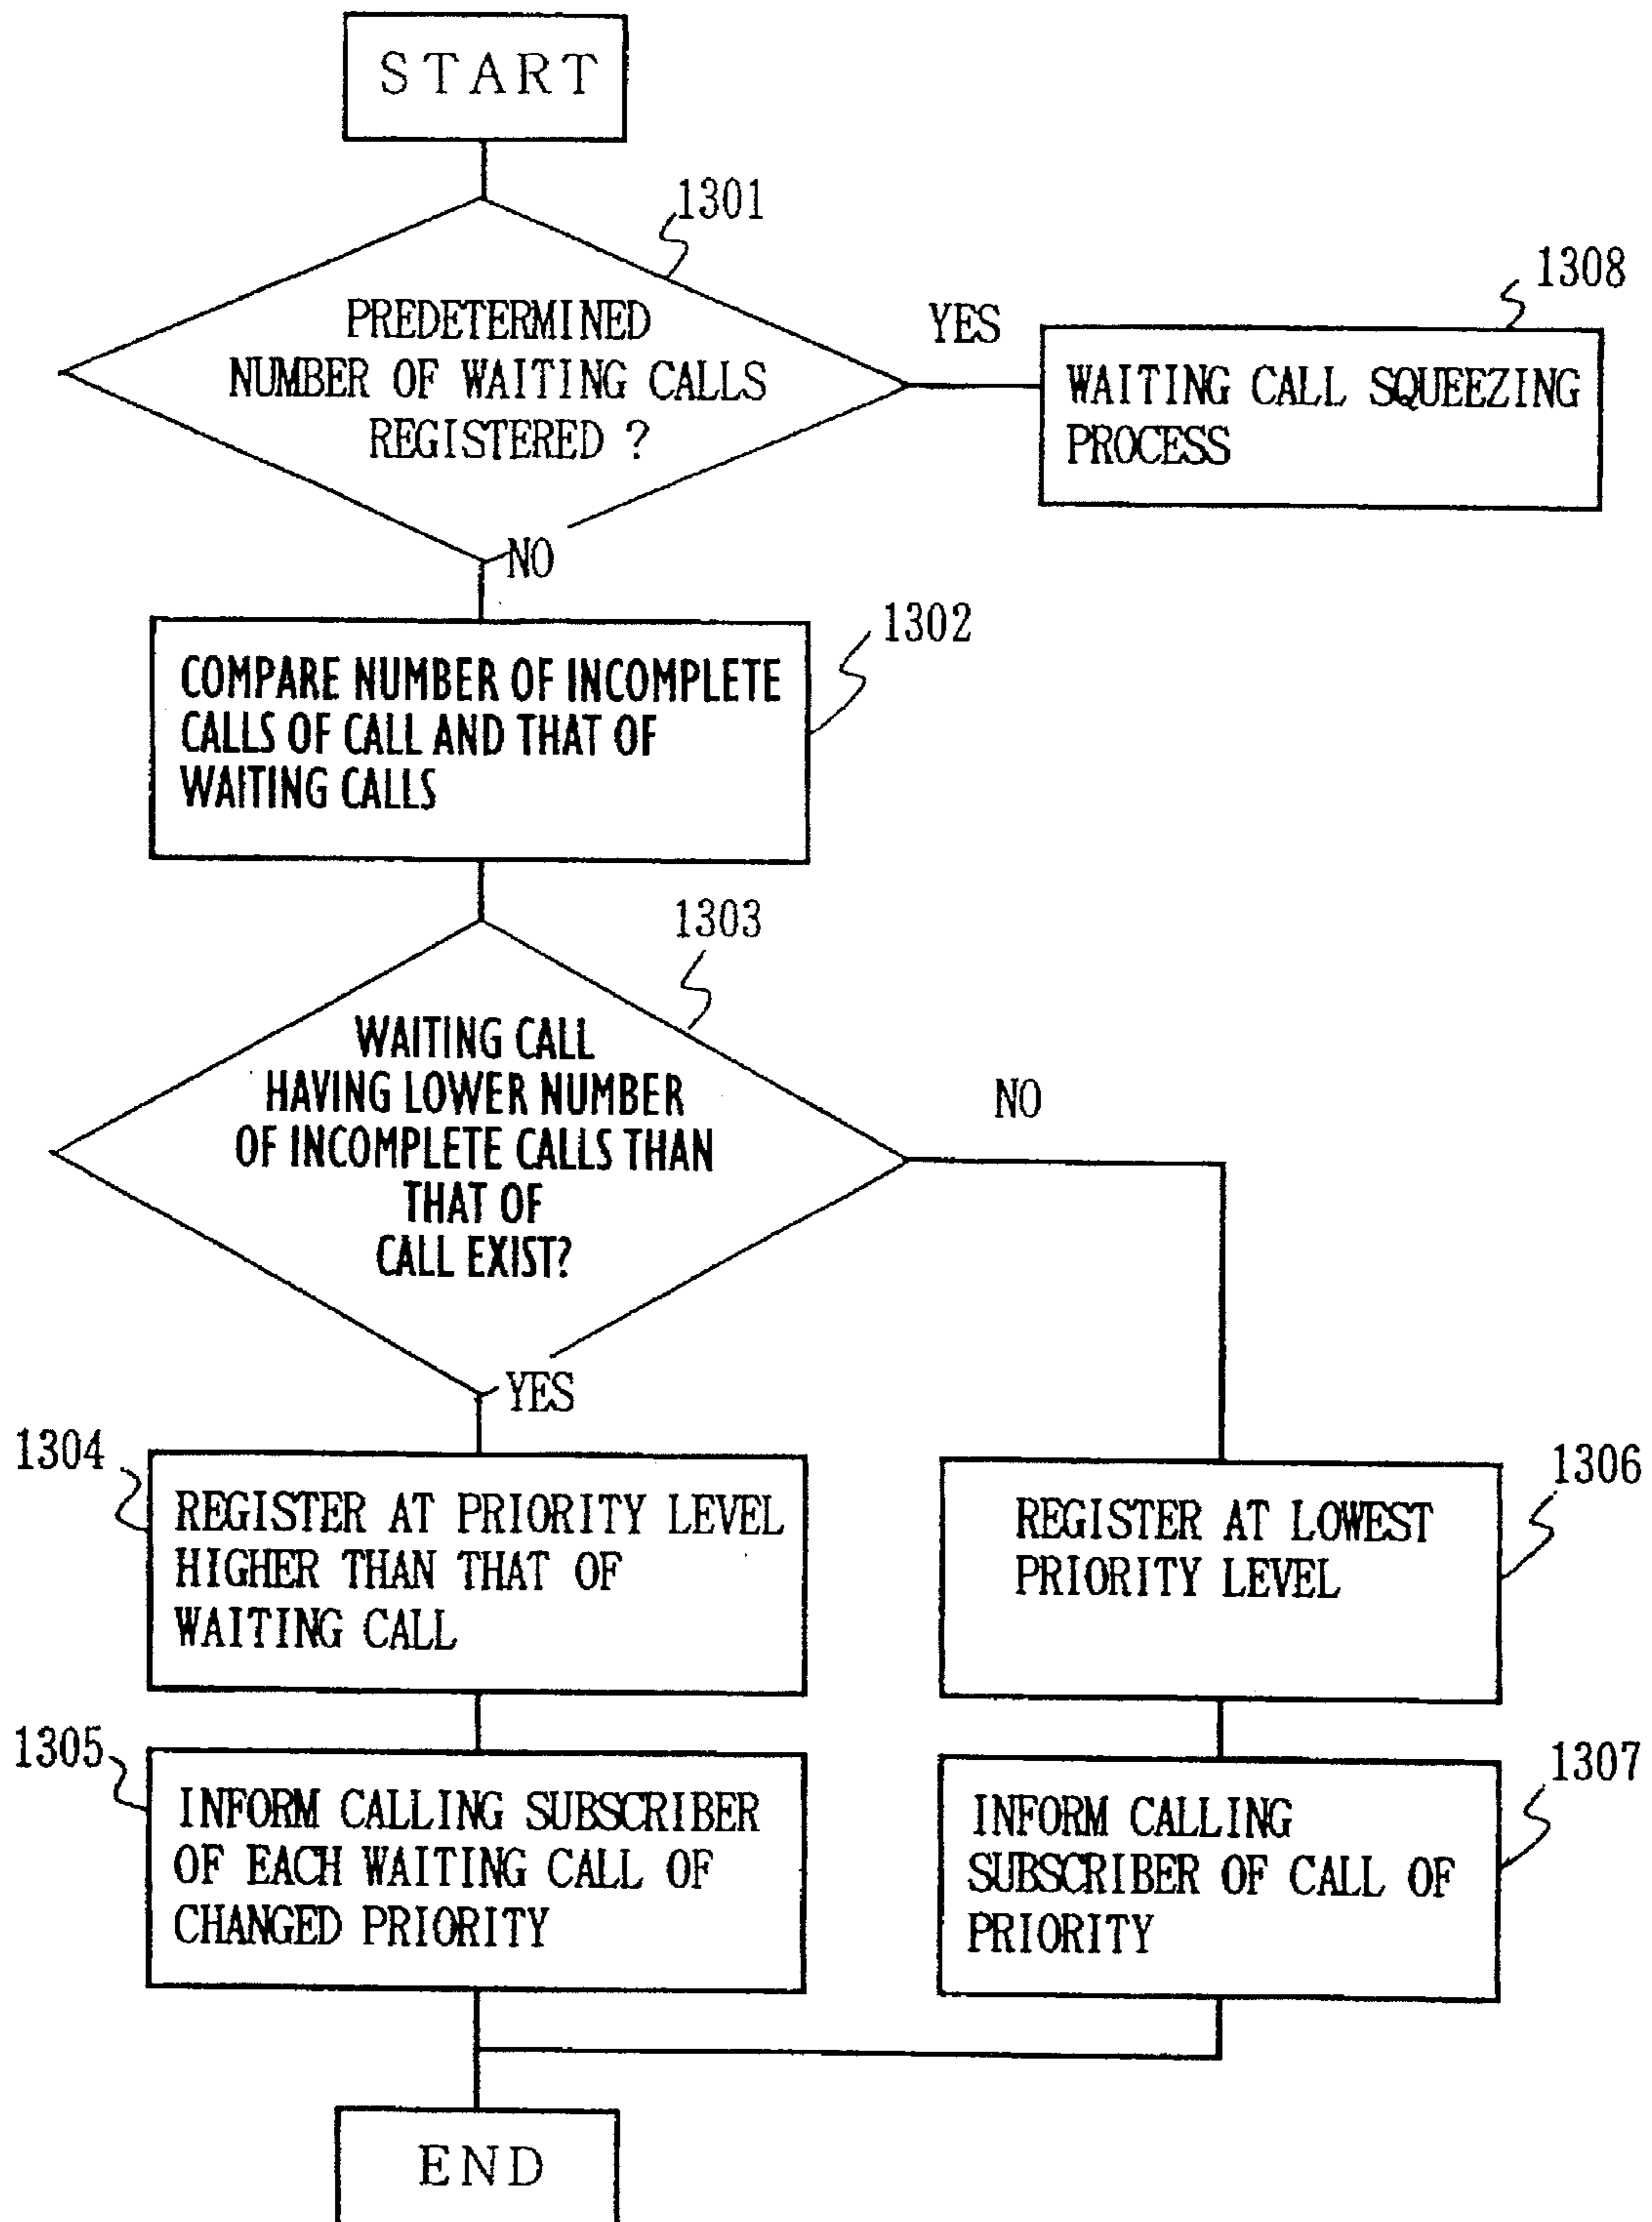 START
1301
PREDETERMINED
NUMBER OF WAITING CALLS
REGISTERED ?
YES
1308
WAITING CALL SQUEEZING
PROCESS
NO
1302
COMPARE NUMBER OF INCOMPLETE
CALLS OF CALL AND THAT OF
WAITING CALLS
1303
WAITING CALL
HAVING LOWER NUMBER
OF INCOMPLETE CALLS THAN
THAT OF
CALL EXIST?
NO
YES
1304
REGISTER AT PRIORITY LEVEL
HIGHER THAN THAT OF
WAITING CALL
1306
REGISTER AT LOWEST
PRIORITY LEVEL
1305
INFORM CALLING SUBSCRIBER
OF EACH WAITING CALL OF
CHANGED PRIORITY
1307
INFORM CALLING
SUBSCRIBER OF CALL OF
PRIORITY
END